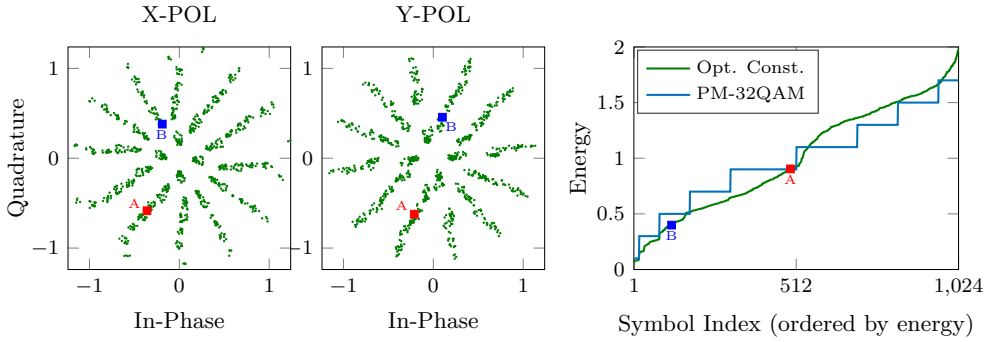 X-POL
Y-POL
Quadrature
1
0
−1
A
B
−1
0
1
In-Phase
1
0
−1
A
B
−1
0
1
In-Phase
Energy
2
1.5
1
0.5
0
Opt. Const.
PM-32QAM
A
B
1
512
1,024
Symbol Index (ordered by energy)